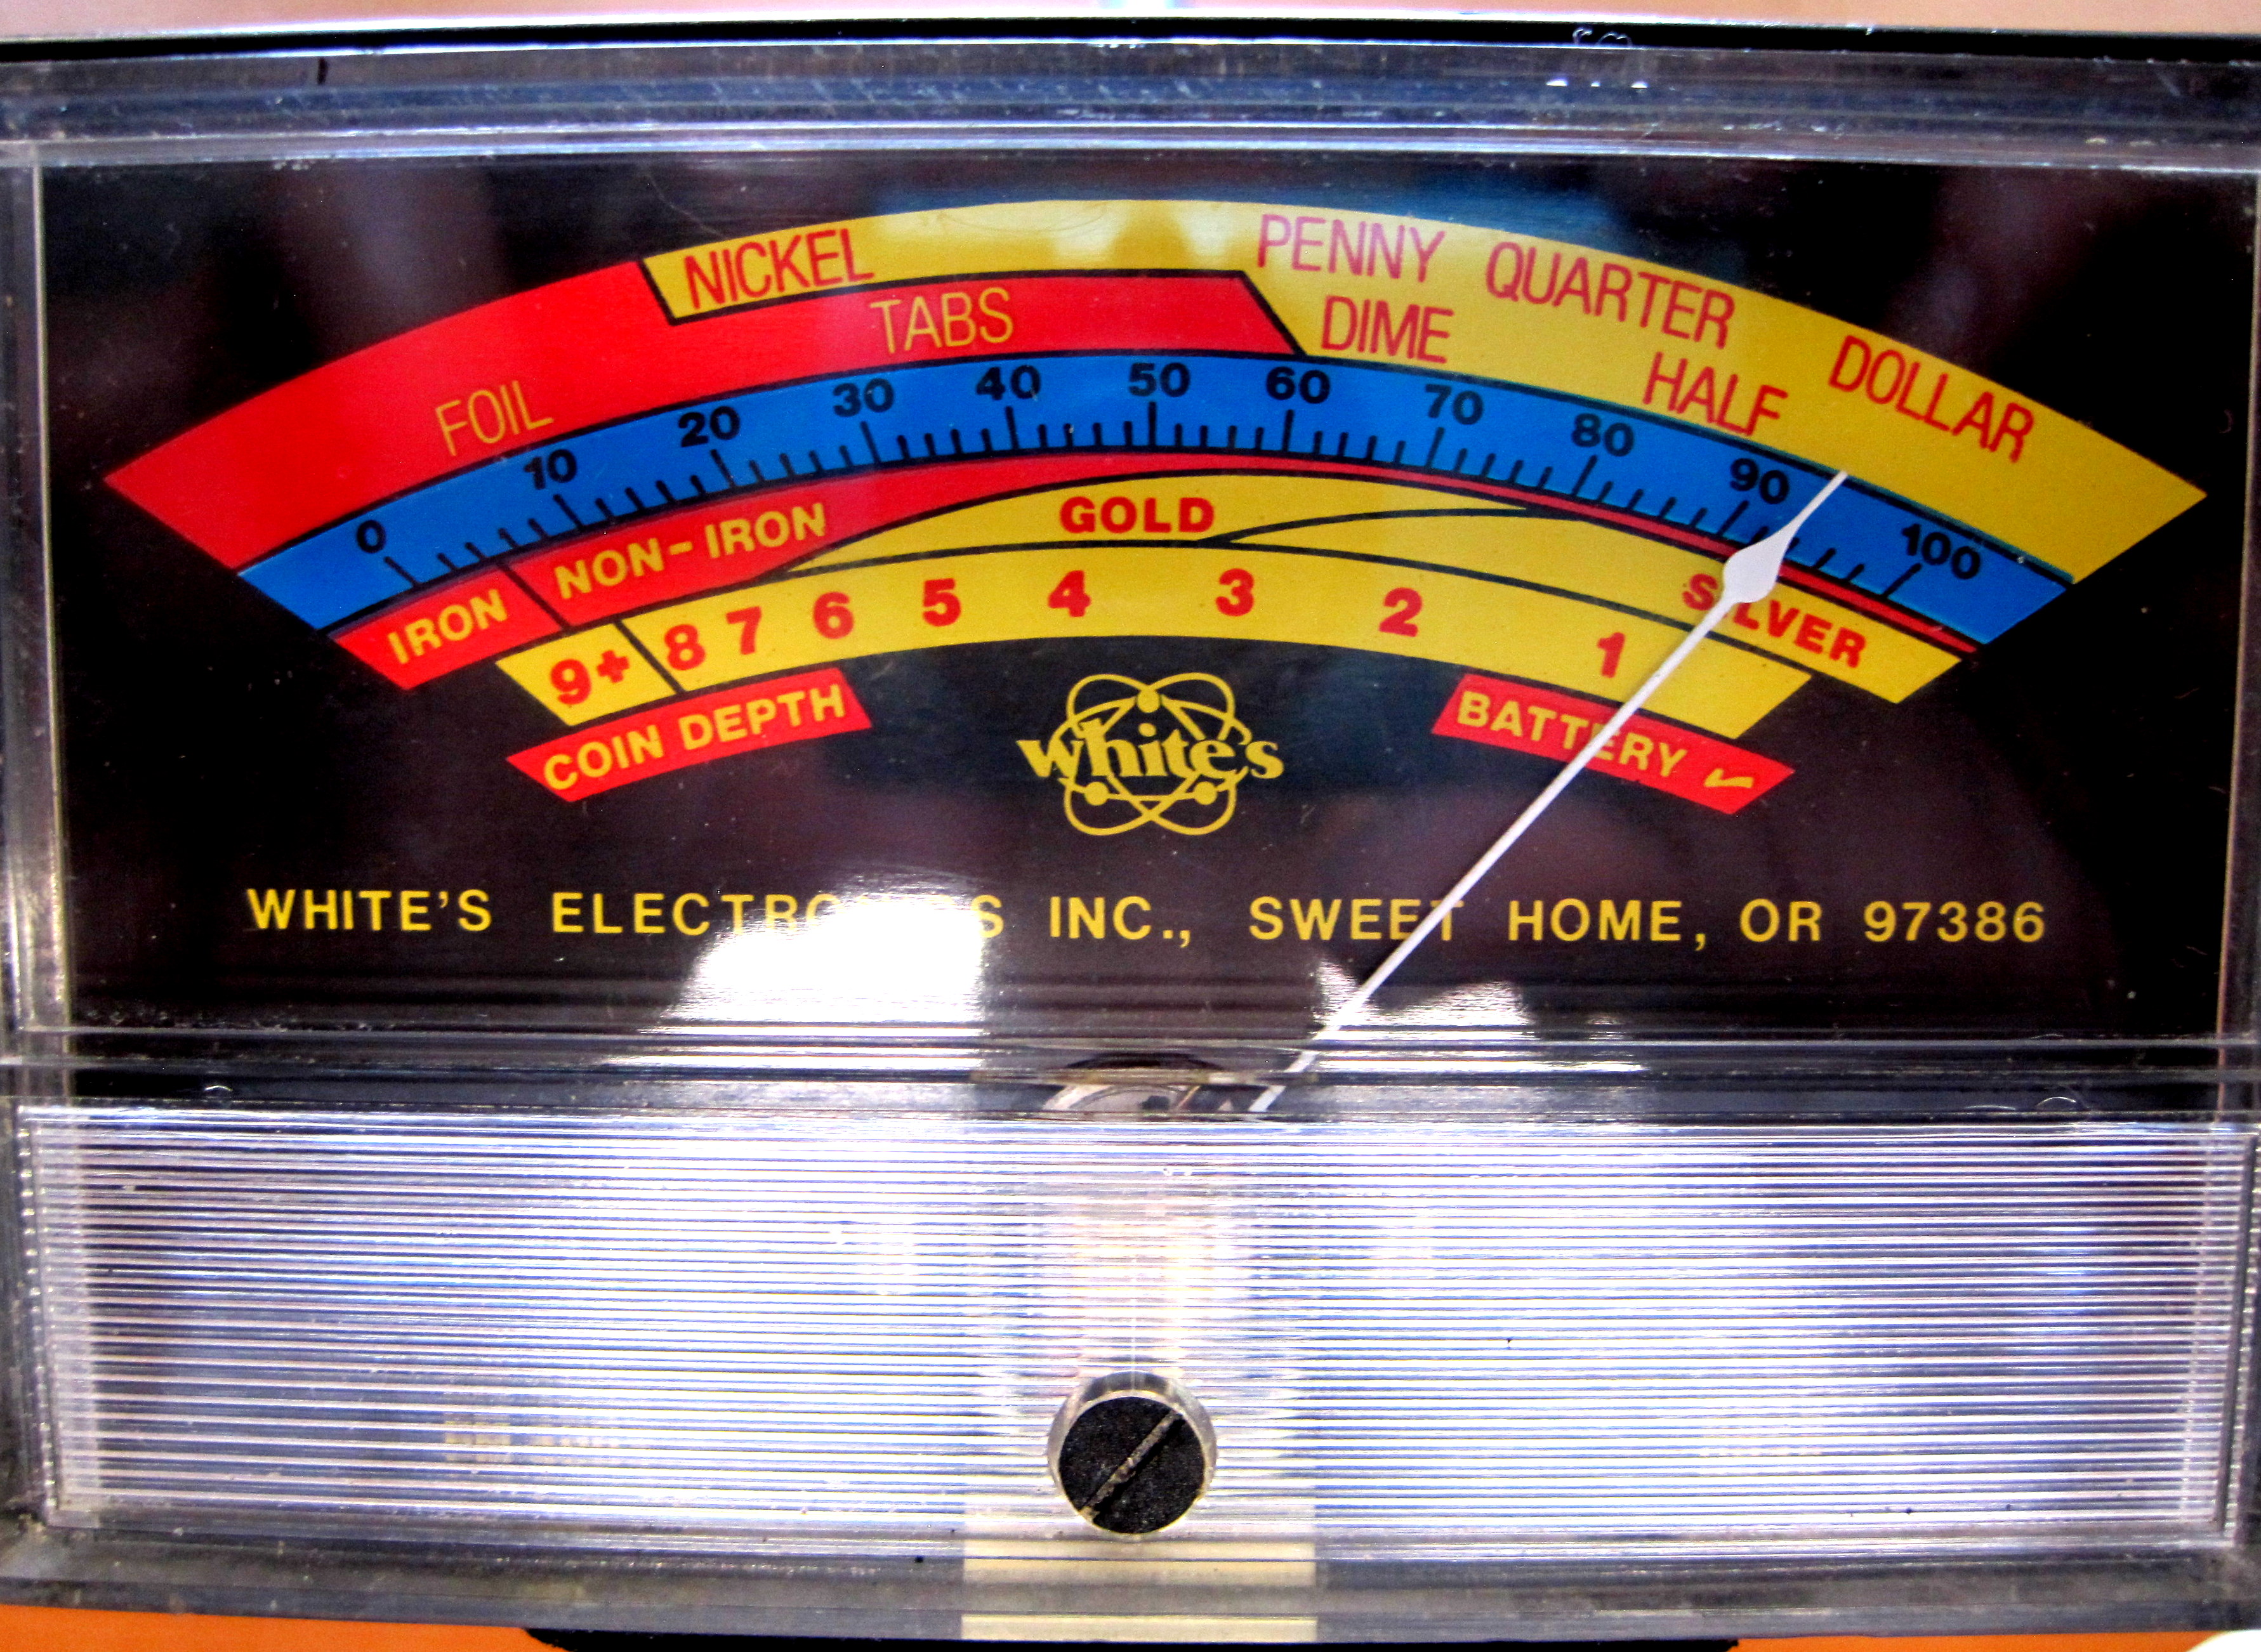 NICKEL PENNY QUARTER DOLLAR
FOIL TABS DIME HALF
0 10 20 30 40 50 60 70 80 90 100
IRON NON-IRON GOLD SILVER
9+ 8 7 6 5 4 3 2 1
COIN DEPTH BATTERY ✓
White's
WHITE'S ELECTRONICS INC., SWEET HOME, OR 97386